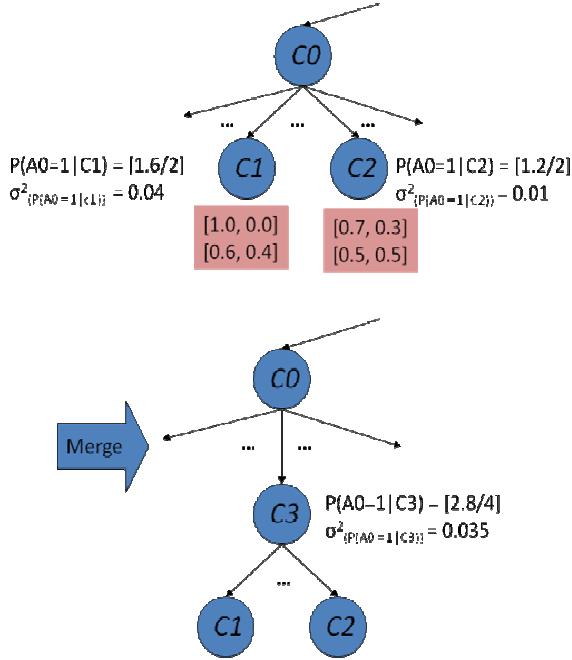 C0
... ... ...
P(A0=1|C1) = [1.6/2]
σ²(P(A0=1|c1)] = 0.04
C1
C2
P(A0=1|C2) = [1.2/2]
σ²(P(A0=1|C2)) – 0.01
[1.0, 0.0]
[0.6, 0.4]
[0.7, 0.3]
[0.5, 0.5]
C0
Merge
... ...
C3
P(A0–1|C3) – [2.8/4]
σ²(P[A0=1|C3)] = 0.035
...
C1
C2